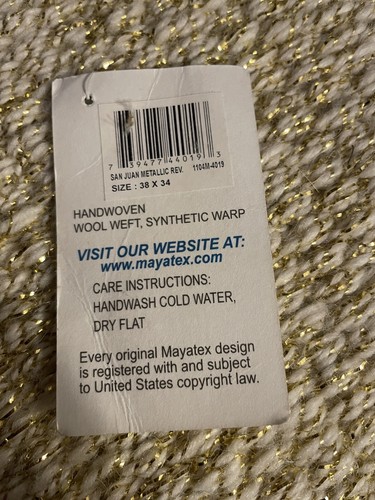 7 39477 44019 3
SAN JUAN METALLIC REV. 1104M-4019
SIZE : 38 X 34
HANDWOVEN
WOOL WEFT, SYNTHETIC WARP
VISIT OUR WEBSITE AT:
www.mayatex.com
CARE INSTRUCTIONS:
HANDWASH COLD WATER,
DRY FLAT
Every original Mayatex design
is registered with and subject
to United States copyright law.